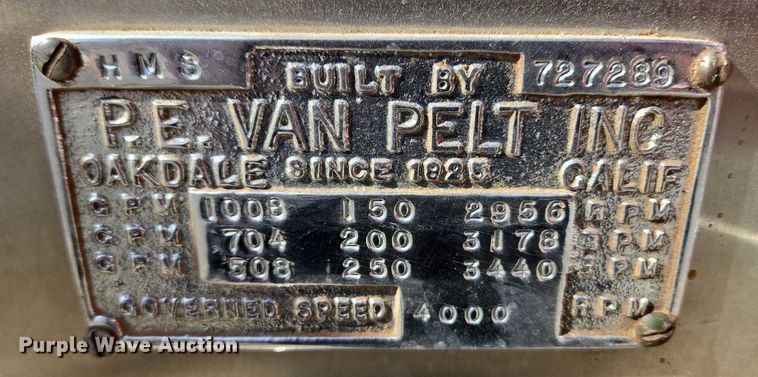 HMS BUILT BY 727289
P.E. VAN PELT INC
OAKDALE SINCE 1925 CALIF
GPM 1008 150 2956 RPM
GPM 704 200 3178 RPM
GPM 508 250 3440 RPM
GOVERNED SPEED 4000 RPM
Purple Wave Auction